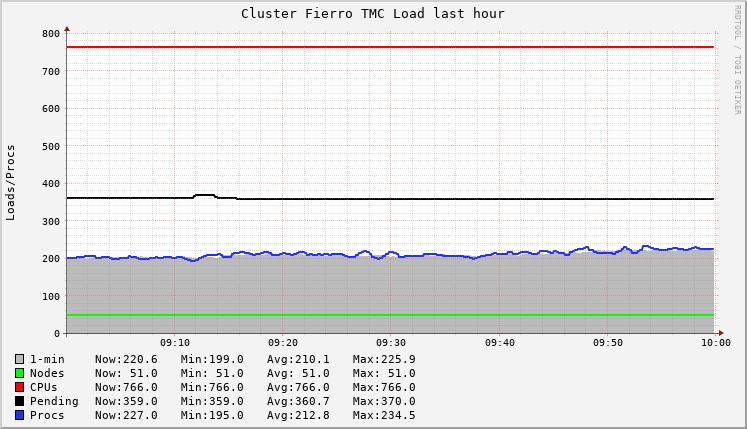 Cluster Fierro TMC Load last hour
RRDTOOL / TOBI OETIKER
Loads/Procs
800
700
600
500
400
300
200
100
0
09:10 09:20 09:30 09:40 09:50 10:00
1-min Now:220.6 Min:199.0 Avg:210.1 Max:225.9
Nodes Now: 51.0 Min: 51.0 Avg: 51.0 Max: 51.0
CPUs Now:766.0 Min:766.0 Avg:766.0 Max:766.0
Pending Now:359.0 Min:359.0 Avg:360.7 Max:370.0
Procs Now:227.0 Min:195.0 Avg:212.8 Max:234.5